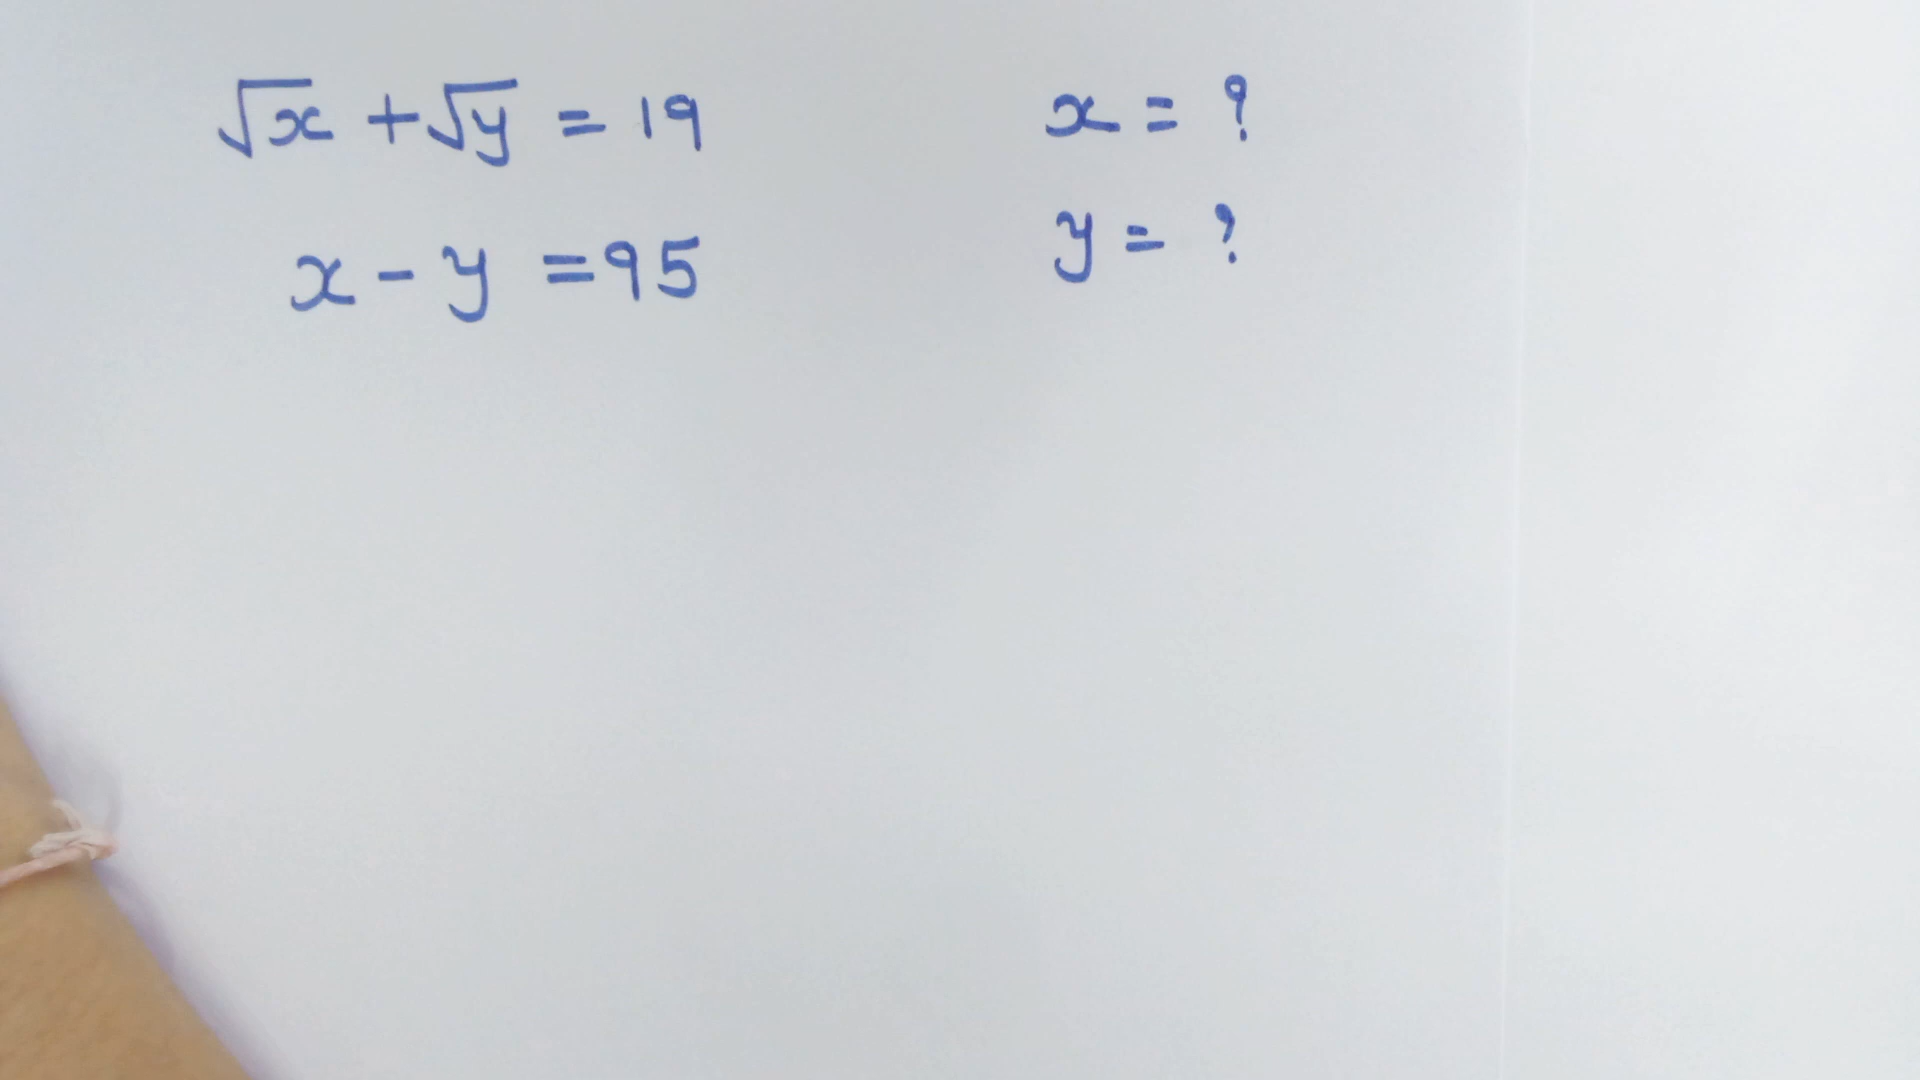 √x + √y = 19
x - y = 95
x = ?
y = ?